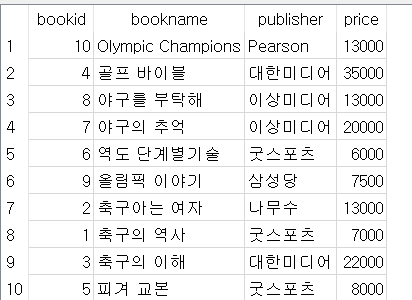 bookid bookname publisher price
1 10 Olympic Champions Pearson 13000
2 4 골프 바이블 대한미디어 35000
3 8 야구를 부탁해 이상미디어 13000
4 7 야구의 추억 이상미디어 20000
5 6 역도 단계별기술 굿스포츠 6000
6 9 올림픽 이야기 삼성당 7500
7 2 축구아는 여자 나무수 13000
8 1 축구의 역사 굿스포츠 7000
9 3 축구의 이해 대한미디어 22000
10 5 피겨 교본 굿스포츠 8000